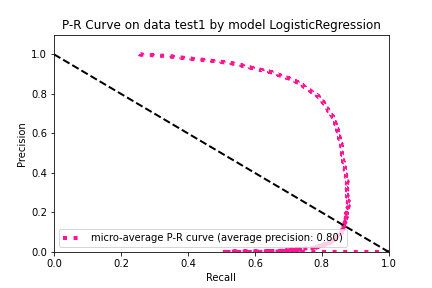 P-R Curve on data test1 by model LogisticRegression
1.0
0.8
0.6
0.4
0.2
0.0
Precision
micro-average P-R curve (average precision: 0.80)
0.0 0.2 0.4 0.6 0.8 1.0
Recall